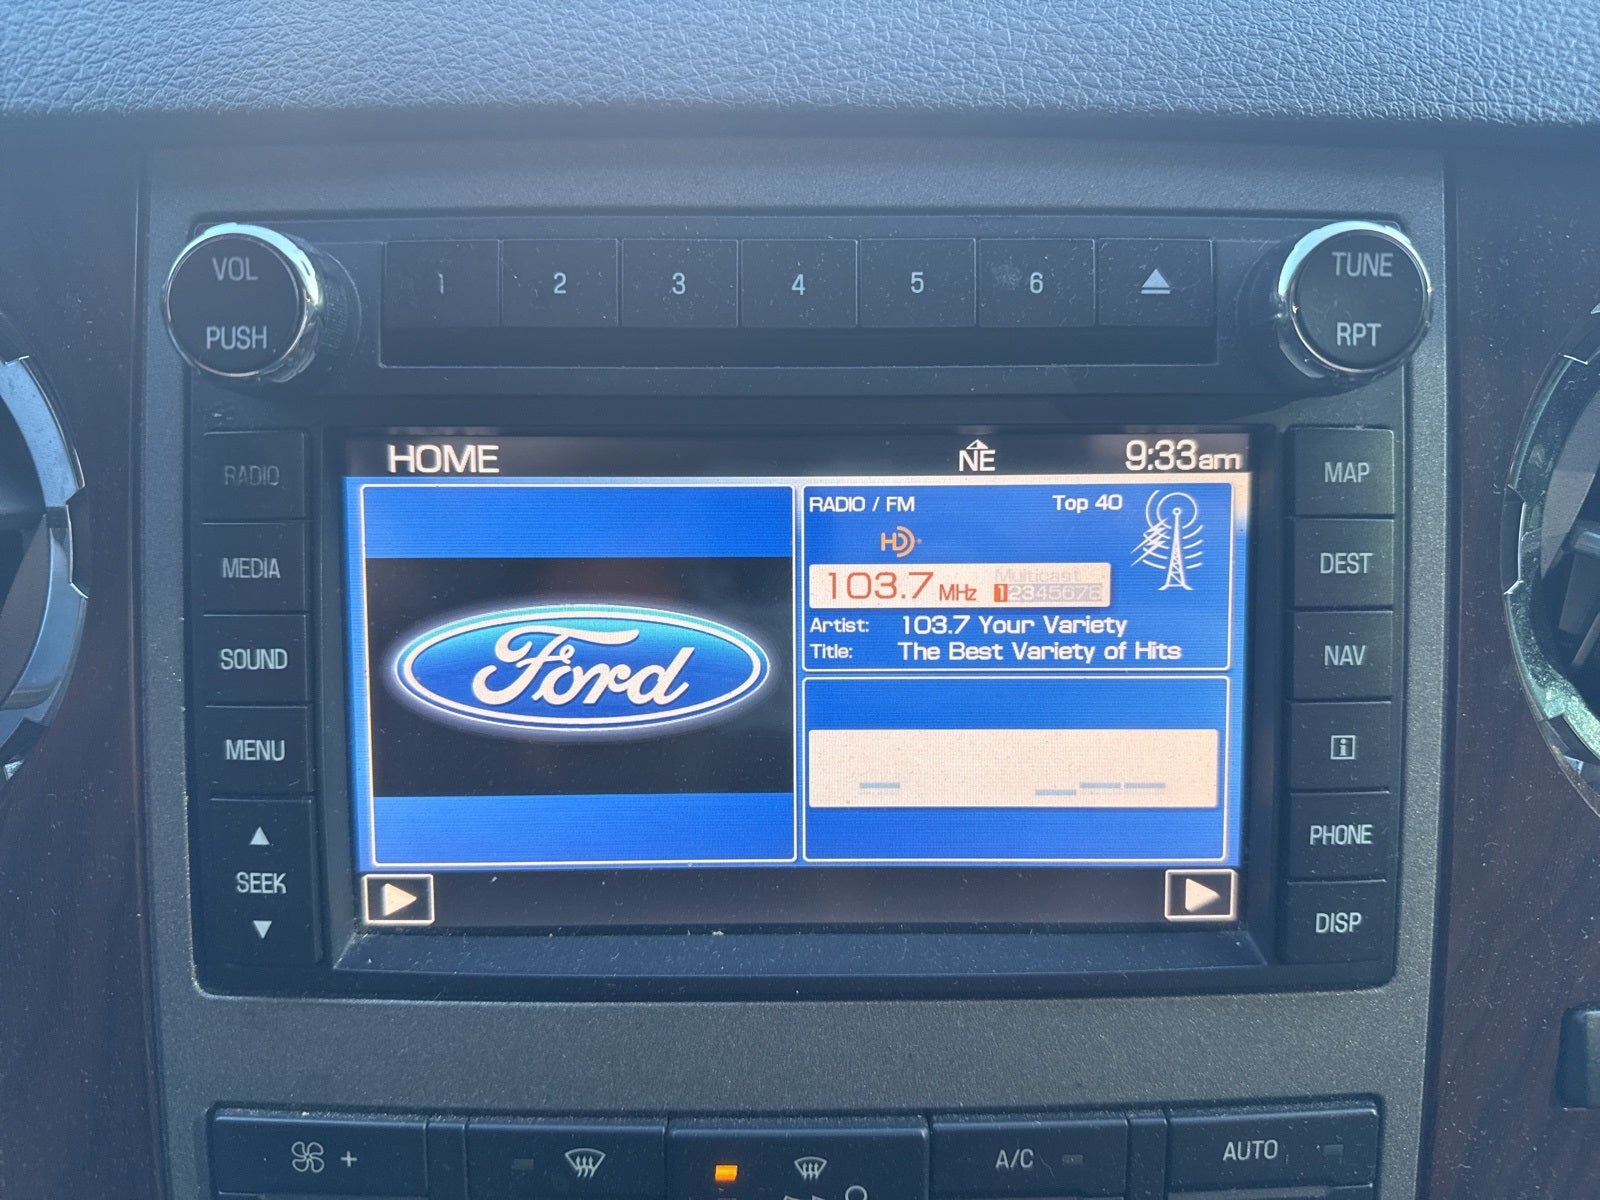 VOL
PUSH
1 2 3 4 5 6
TUNE
RPT
RADIO
MEDIA
SOUND
MENU
SEEK
HOME NE 9:33am
RADIO / FM Top 40
HD
103.7 MHz Multicast
12345678
Artist: 103.7 Your Variety
Title: The Best Variety of Hits
Ford
MAP
DEST
NAV
i
PHONE
DISP
+
A/C
AUTO